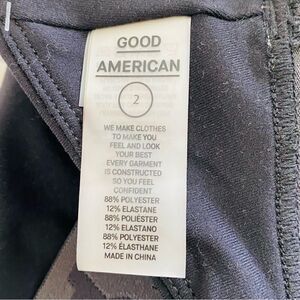 GOOD
AMERICAN
2
WE MAKE CLOTHES
TO MAKE YOU
FEEL AND LOOK
YOUR BEST
EVERY GARMENT
IS CONSTRUCTED
SO YOU FEEL
CONFIDENT
88% POLYESTER
12% ELASTANE
88% POLIÉSTER
12% ELASTANO
88% POLYESTER
12% ÉLASTHANE
MADE IN CHINA